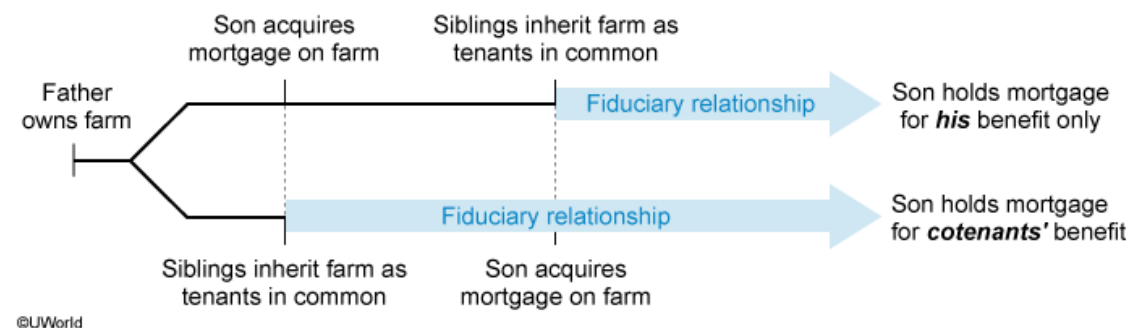 Son acquires
mortgage on farm
Siblings inherit farm as
tenants in common
Father
owns farm
Fiduciary relationship
Son holds mortgage
for his benefit only
Fiduciary relationship
Son holds mortgage
for cotenants' benefit
Siblings inherit farm as
tenants in common
Son acquires
mortgage on farm
©UWorld